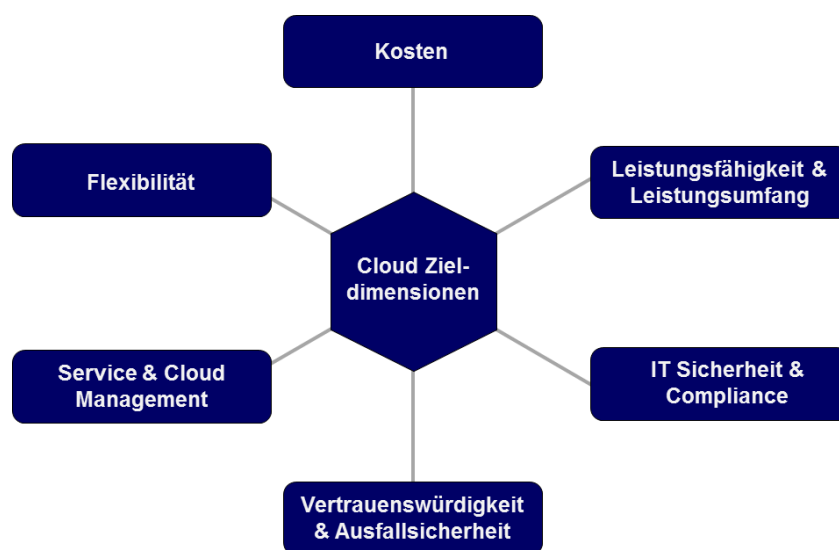 Kosten
Flexibilität
Leistungsfähigkeit &
Leistungsumfang
Cloud Ziel-
dimensionen
Service & Cloud
Management
IT Sicherheit &
Compliance
Vertrauenswürdigkeit
& Ausfallsicherheit